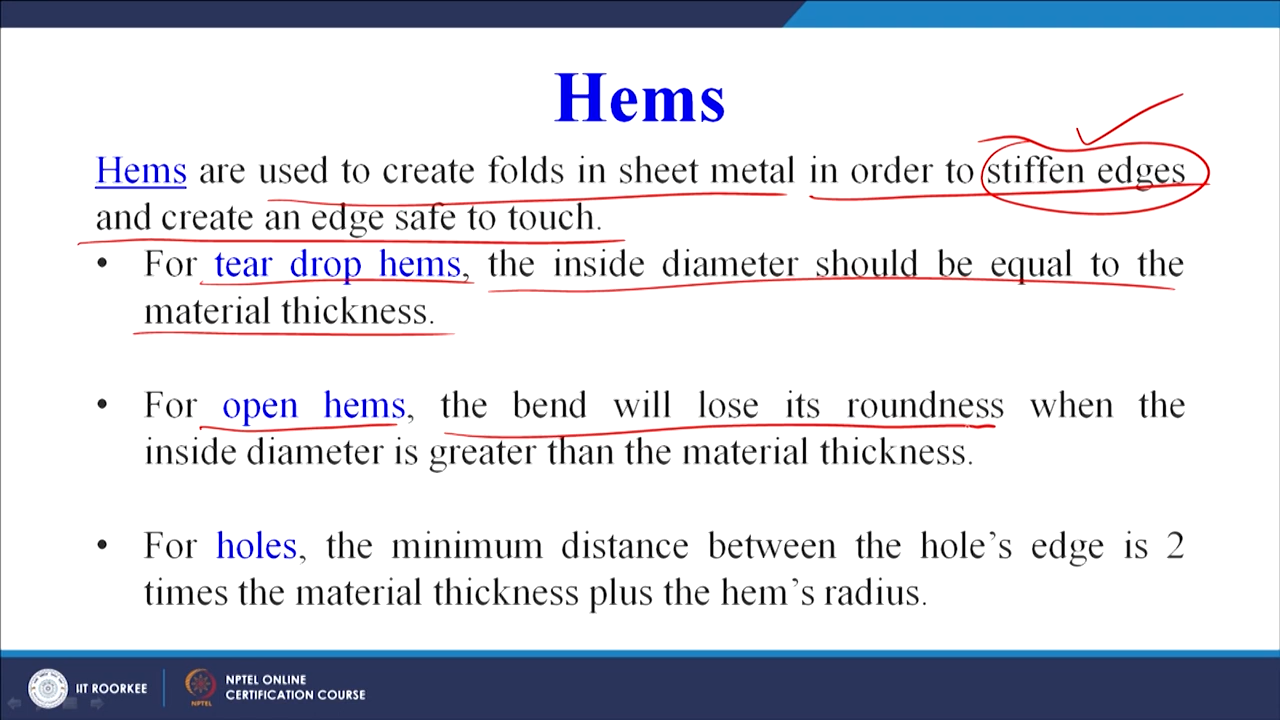 Hems
Hems are used to create folds in sheet metal in order to stiffen edges
and create an edge safe to touch.
• For tear drop hems, the inside diameter should be equal to the
material thickness.
• For open hems, the bend will lose its roundness when the
inside diameter is greater than the material thickness.
• For holes, the minimum distance between the hole’s edge is 2
times the material thickness plus the hem’s radius.
IIT ROORKEE
NPTEL
NPTEL ONLINE
CERTIFICATION COURSE